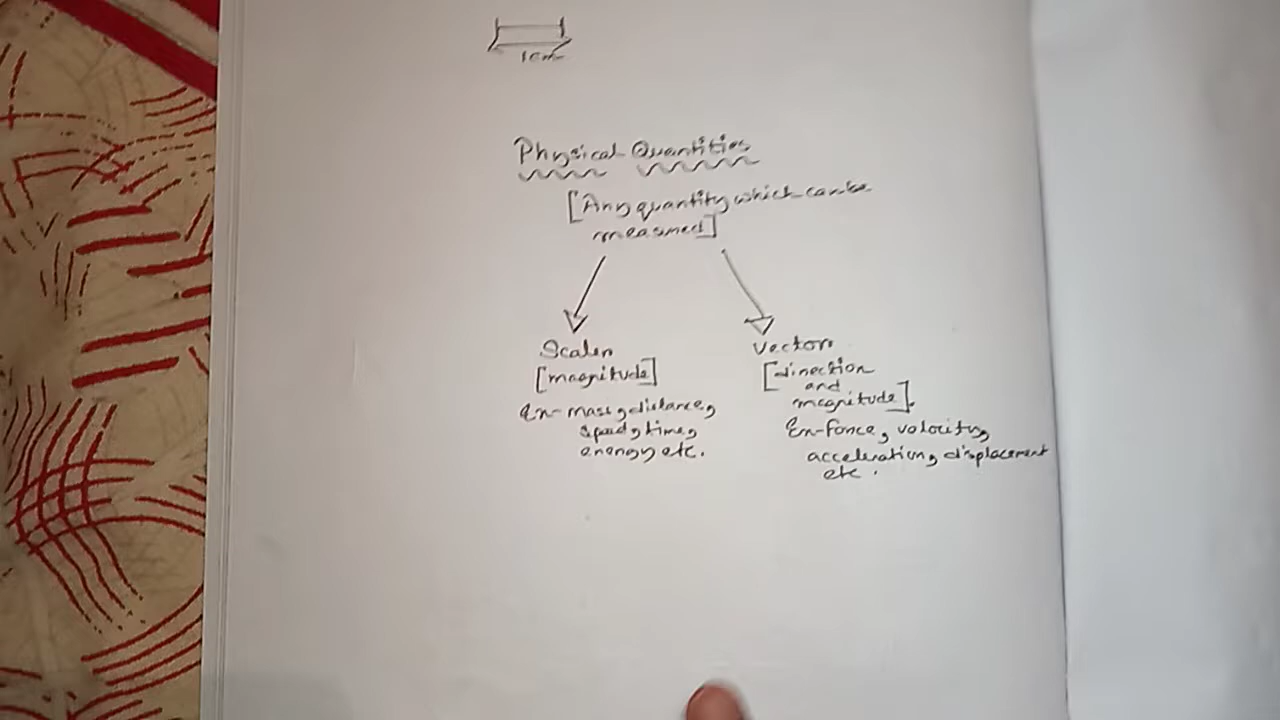 1cm
Physical Quantities
[Any quantity which can be
measured]
Scaler
[magnitude]
Ex- mass, distance,
speed, time,
energy etc.
Vector
[direction
and
magnitude].
Ex- Force, velocity,
acceleration, displacement
etc.